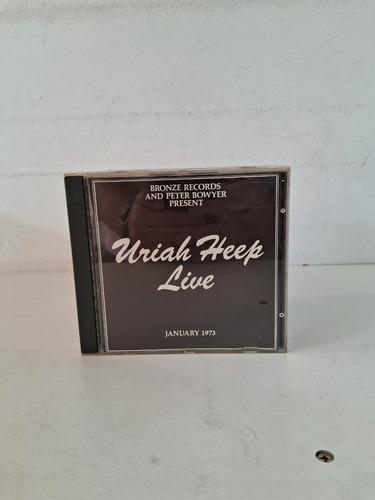 BRONZE RECORDS
AND PETER BOWYER
PRESENT
Uriah Heep
Live
JANUARY 1973